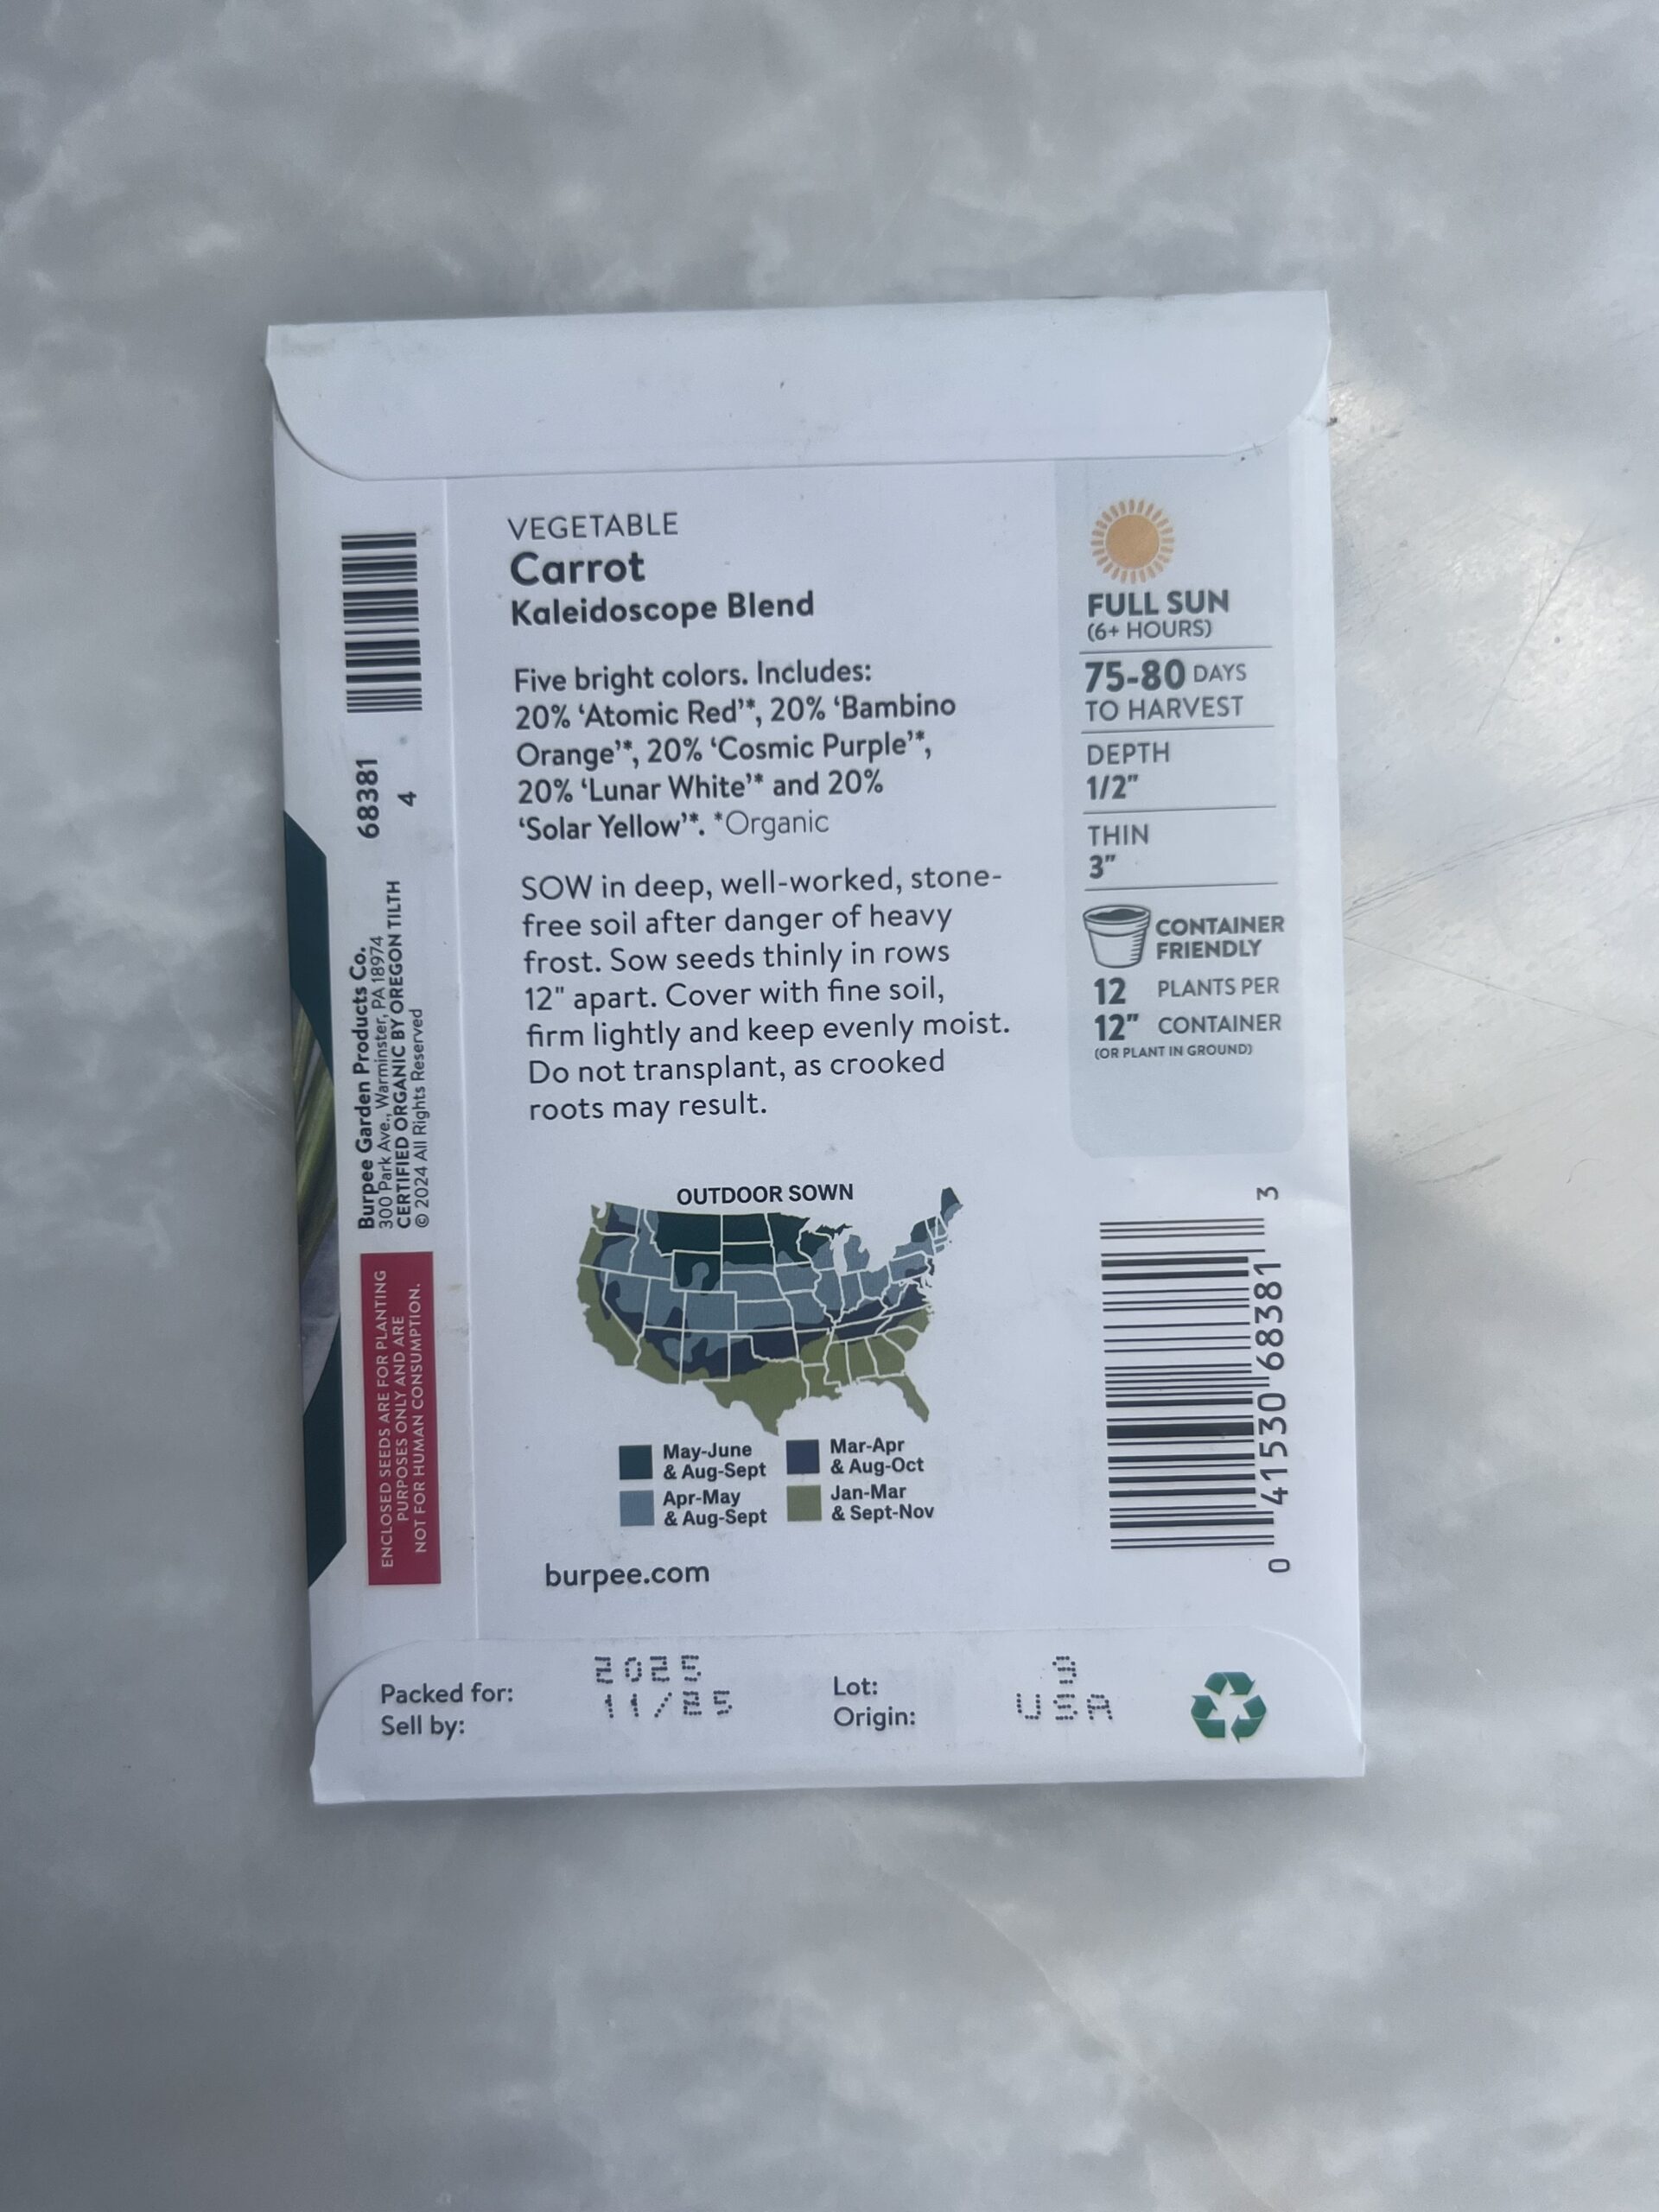 VEGETABLE
Carrot
Kaleidoscope Blend
Five bright colors. Includes:
20% ‘Atomic Red’*, 20% ‘Bambino
Orange’*, 20% ‘Cosmic Purple’*,
20% ‘Lunar White’* and 20%
‘Solar Yellow’*. *Organic
SOW in deep, well-worked, stone-
free soil after danger of heavy
frost. Sow seeds thinly in rows
12" apart. Cover with fine soil,
firm lightly and keep evenly moist.
Do not transplant, as crooked
roots may result.
OUTDOOR SOWN
May-June
& Aug-Sept
Mar-Apr
& Aug-Oct
Apr-May
& Aug-Sept
Jan-Mar
& Sept-Nov
burpee.com
FULL SUN
(6+ HOURS)
75-80 DAYS
TO HARVEST
DEPTH
1/2"
THIN
3"
CONTAINER
FRIENDLY
12 PLANTS PER
12" CONTAINER
(OR PLANT IN GROUND)
0 41530 68381 3
68381
4
Burpee Garden Products Co.
300 Park Ave., Warminster, PA 18974
CERTIFIED ORGANIC BY OREGON TILTH
© 2024 All Rights Reserved
ENCLOSED SEEDS ARE FOR PLANTING
PURPOSES ONLY AND ARE
NOT FOR HUMAN CONSUMPTION.
Packed for: 2025
Sell by: 11/25
Lot: 9
Origin: USA